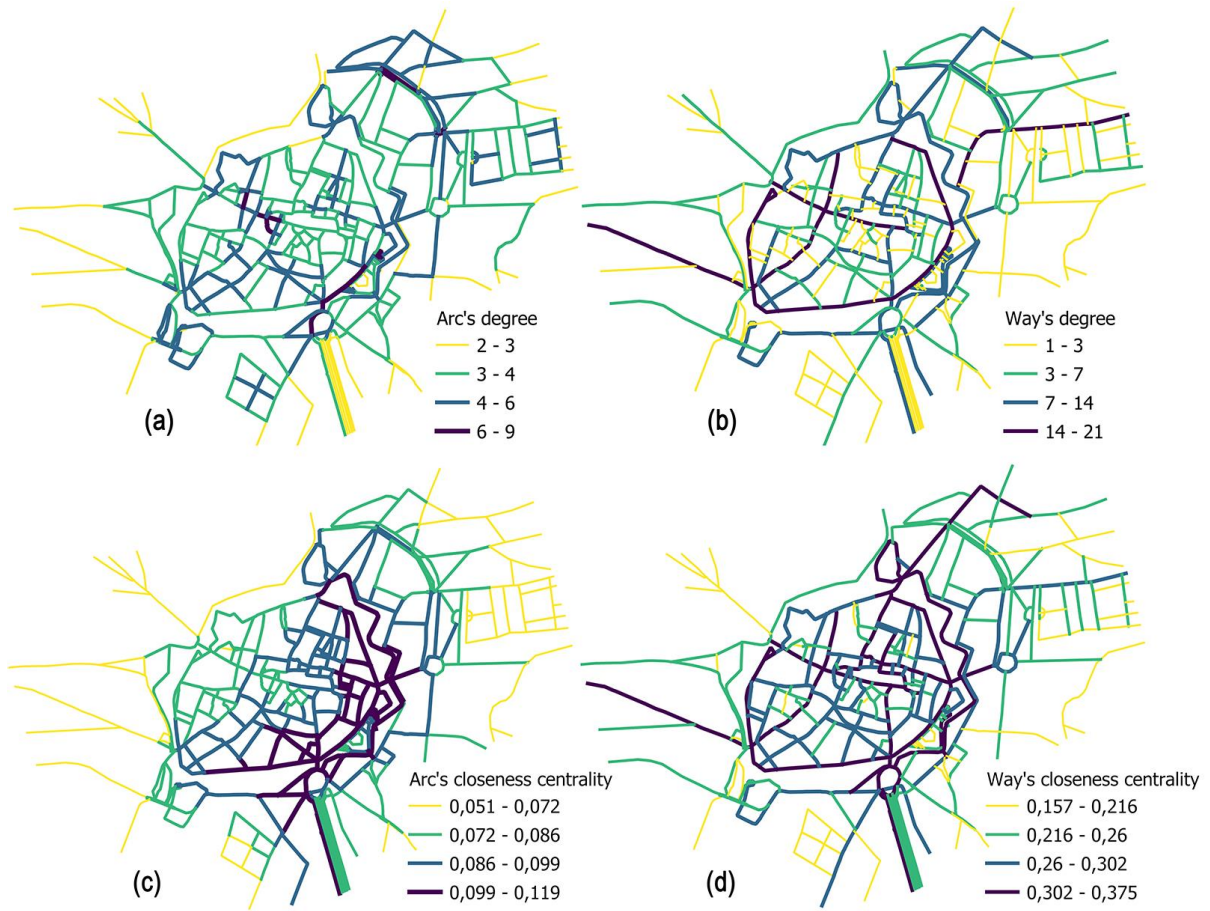 Arc's degree
2 - 3
3 - 4
4 - 6
6 - 9
(a)
Way's degree
1 - 3
3 - 7
7 - 14
14 - 21
(b)
Arc's closeness centrality
0,051 - 0,072
0,072 - 0,086
0,086 - 0,099
0,099 - 0,119
(c)
Way's closeness centrality
0,157 - 0,216
0,216 - 0,26
0,26 - 0,302
0,302 - 0,375
(d)